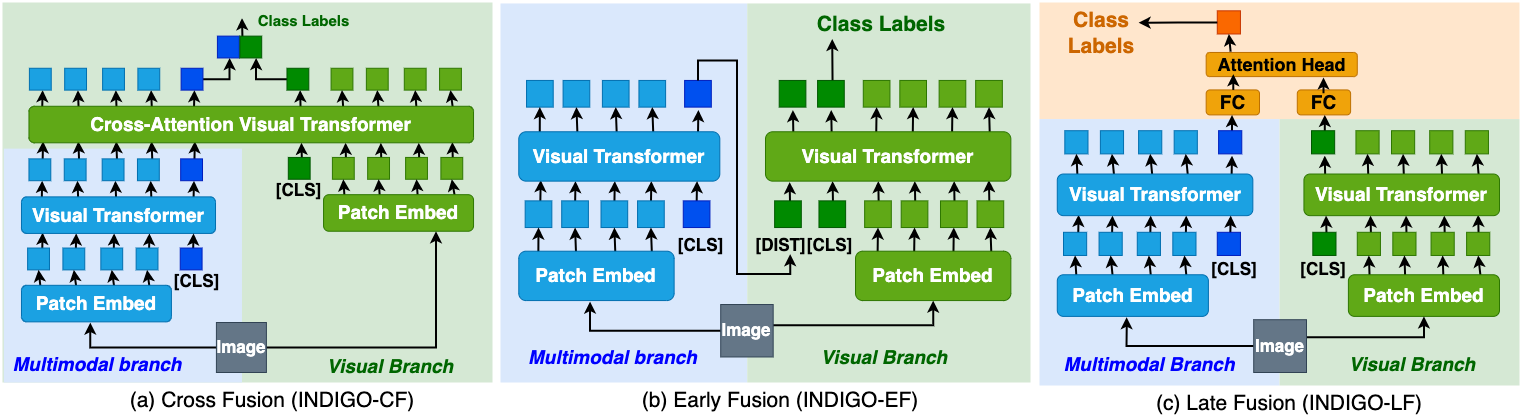 Class Labels
Cross-Attention Visual Transformer
[CLS]
Visual Transformer
Patch Embed
[CLS]
Patch Embed
Image
Multimodal branch
Visual Branch
(a) Cross Fusion (INDIGO-CF)
Class Labels
Visual Transformer
Visual Transformer
[CLS]
[DIST][CLS]
Patch Embed
Patch Embed
Image
Multimodal branch
Visual Branch
(b) Early Fusion (INDIGO-EF)
Class
Labels
Attention Head
FC
FC
Visual Transformer
Visual Transformer
[CLS]
[CLS]
Patch Embed
Patch Embed
Image
Multimodal Branch
Visual Branch
(c) Late Fusion (INDIGO-LF)